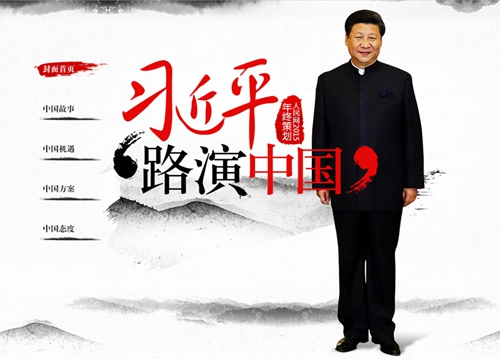 封面首页
中国故事
中国机遇
中国方案
中国态度
习近平
人民网2015
年终策划
‘路演中国’